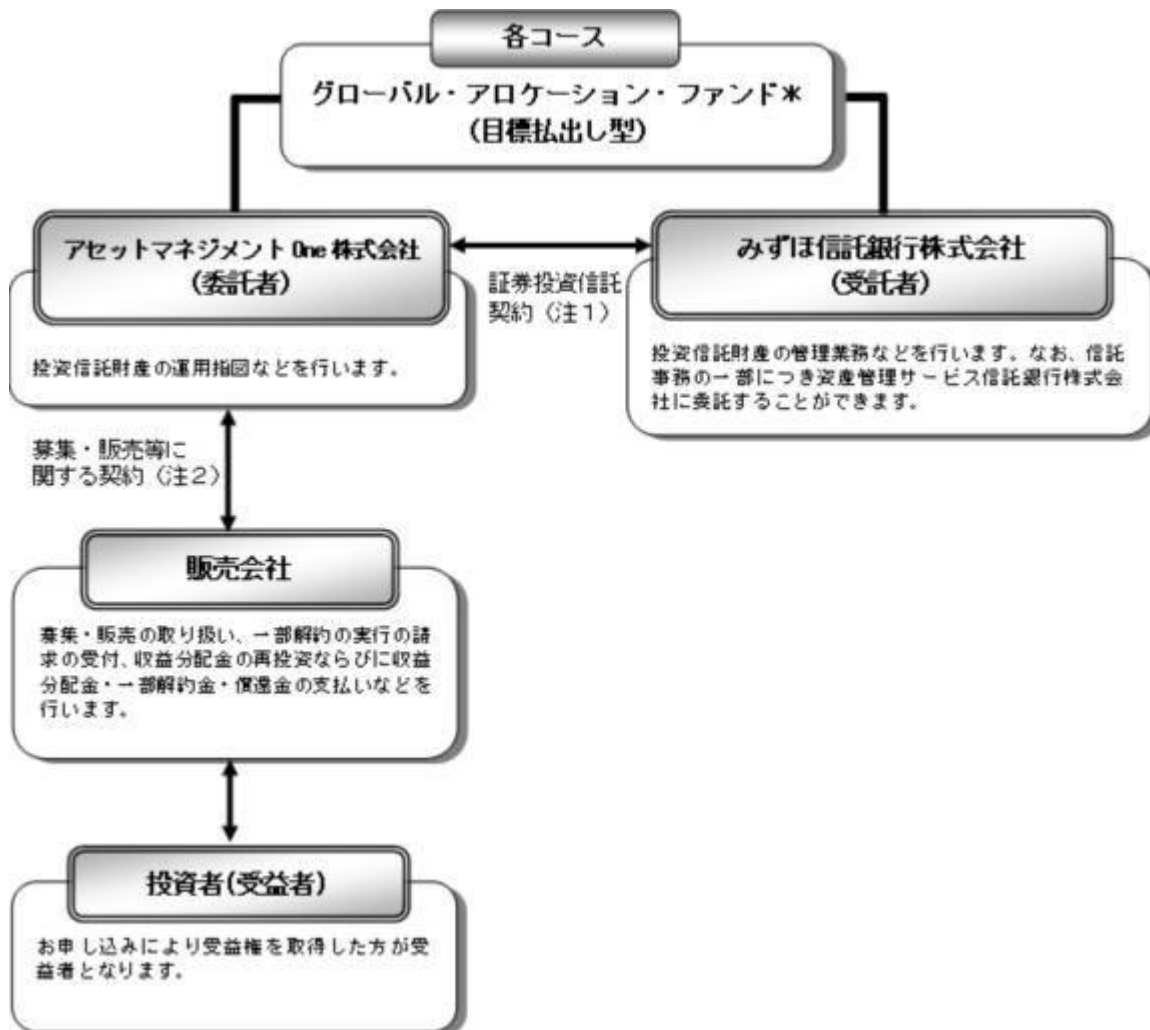 各コース
グローバル・アロケーション・ファンド＊
(目標払出し型)
アセットマネジメント One 株式会社
(委託者)
投資信託財産の運用指図などを行います。
証券投資信託
契約（注１）
みずほ信託銀行株式会社
(受託者)
投資信託財産の管理業務などを行います。なお、信託
事務の一部につき資産管理サービス信託銀行株式会
社に委託することができます。
募集・販売等に
関する契約（注２）
販売会社
募集・販売の取り扱い、一部解約の実行の請
求の受付、収益分配金の再投資ならびに収益
分配金・一部解約金・償還金の支払いなどを
行います。
投資者(受益者)
お申し込みにより受益権を取得した方が受
益者となります。